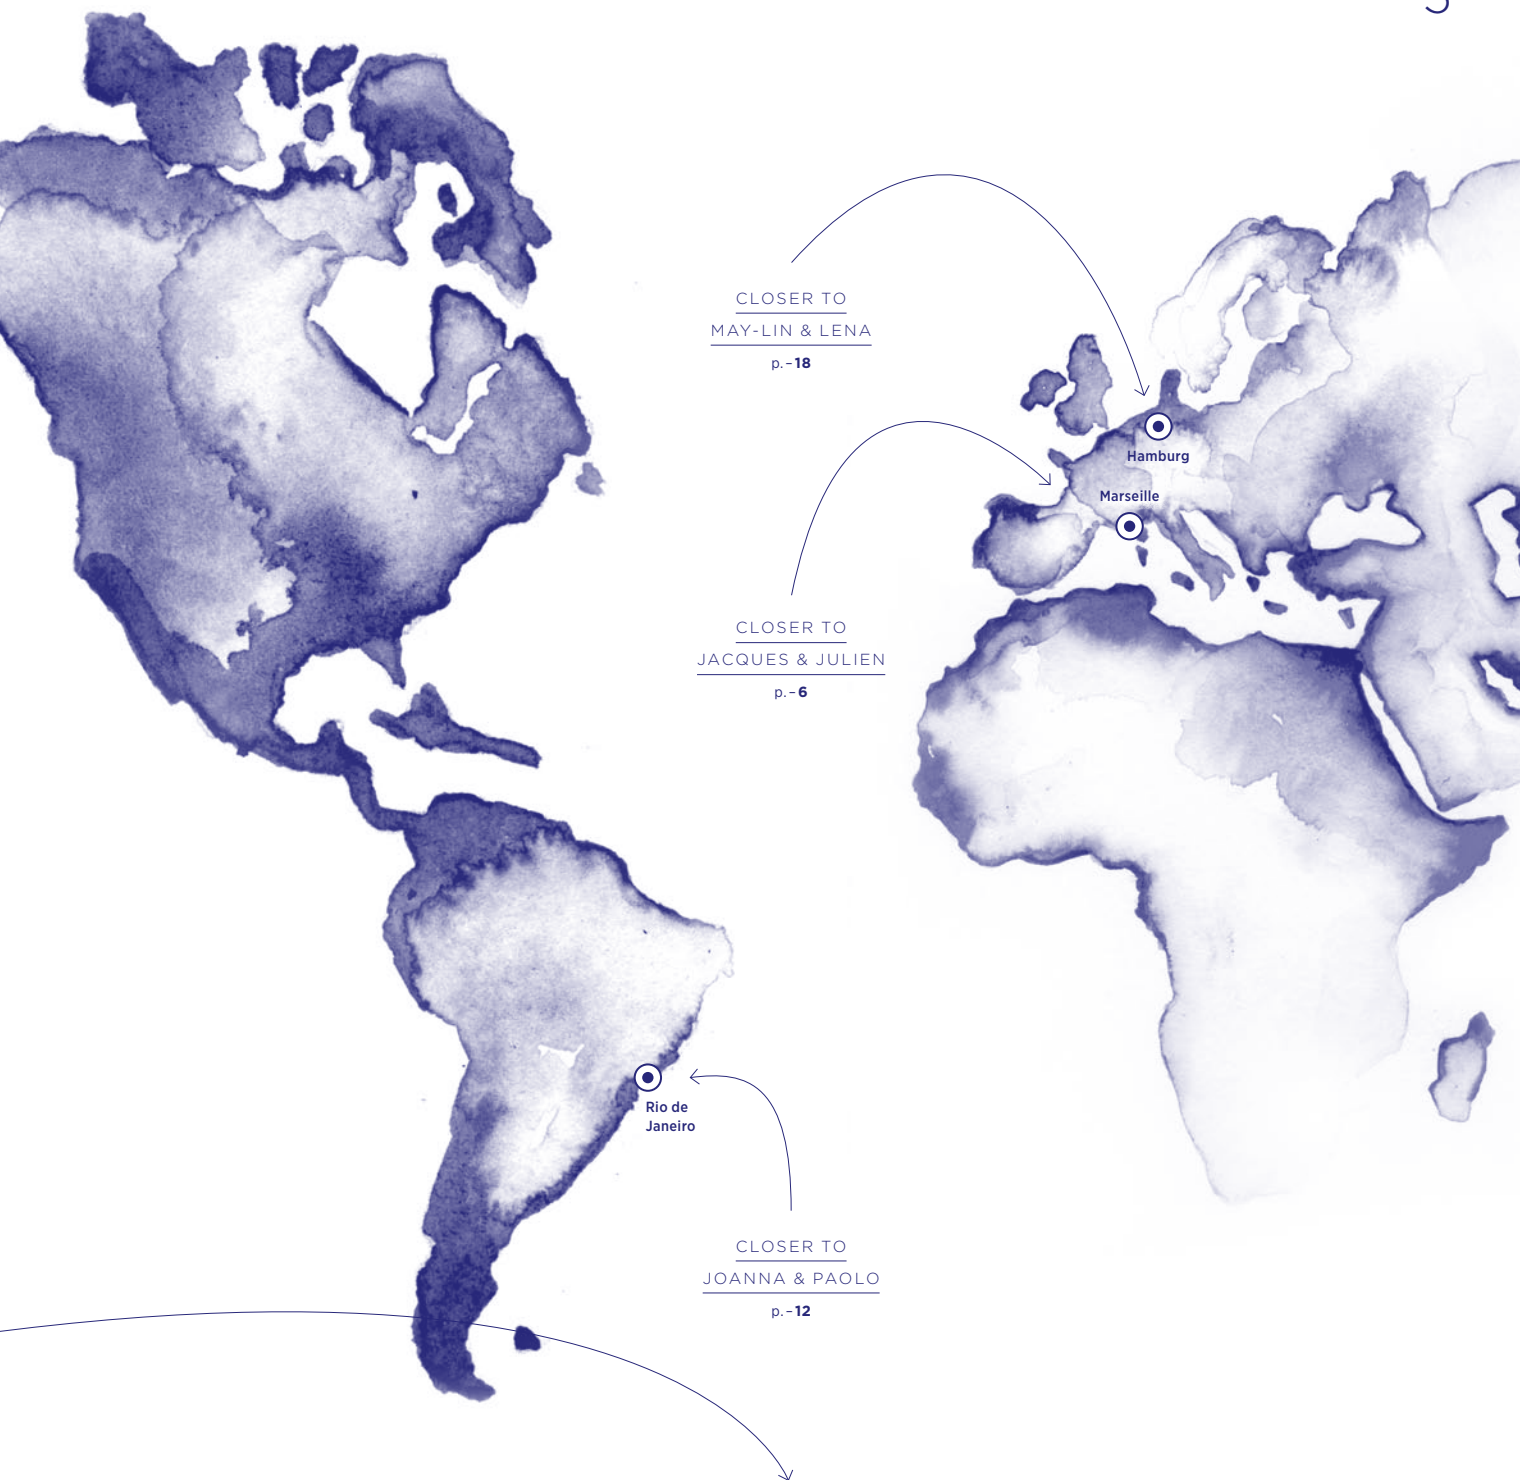 CLOSER TO
MAY-LIN & LENA
p.–18
Hamburg
Marseille
CLOSER TO
JACQUES & JULIEN
p.–6
Rio de
Janeiro
CLOSER TO
JOANNA & PAOLO
p.–12